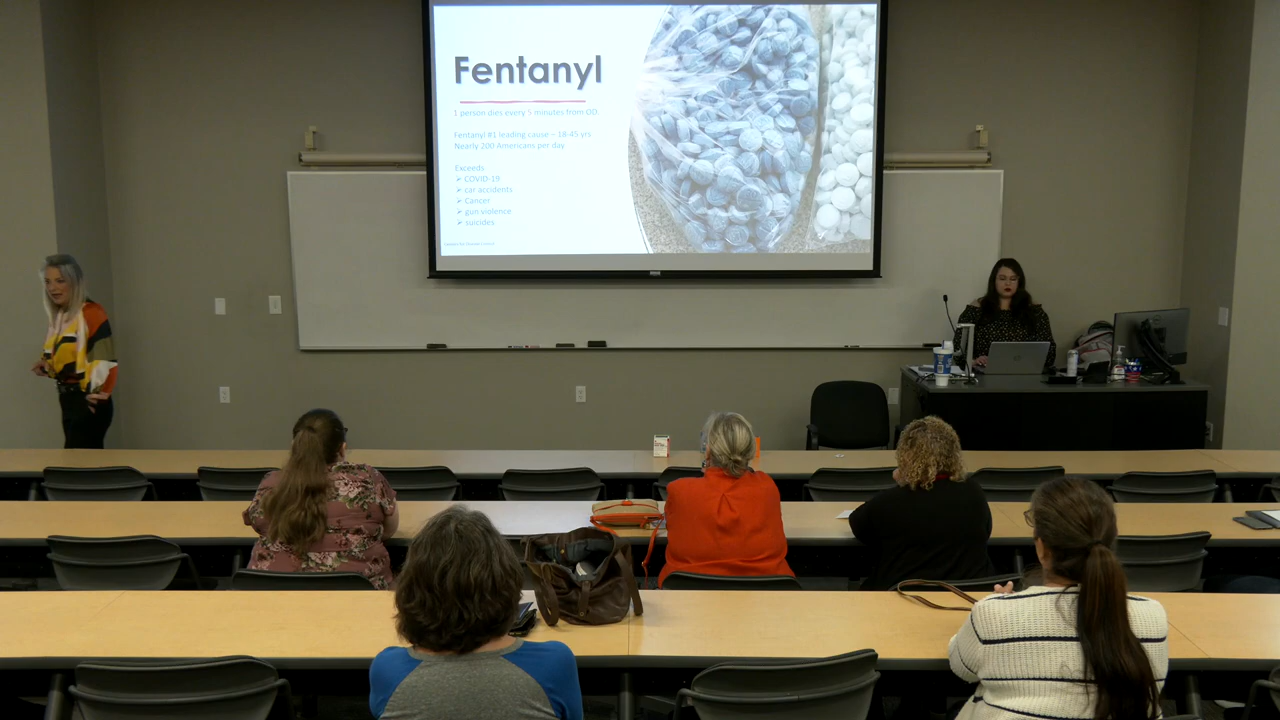 Fentanyl
1 person dies every 5 minutes from OD.
Fentanyl #1 leading cause – 18-45 yrs
Nearly 200 Americans per day
Exceeds
➢ COVID-19
➢ car accidents
➢ Cancer
➢ gun violence
➢ suicides